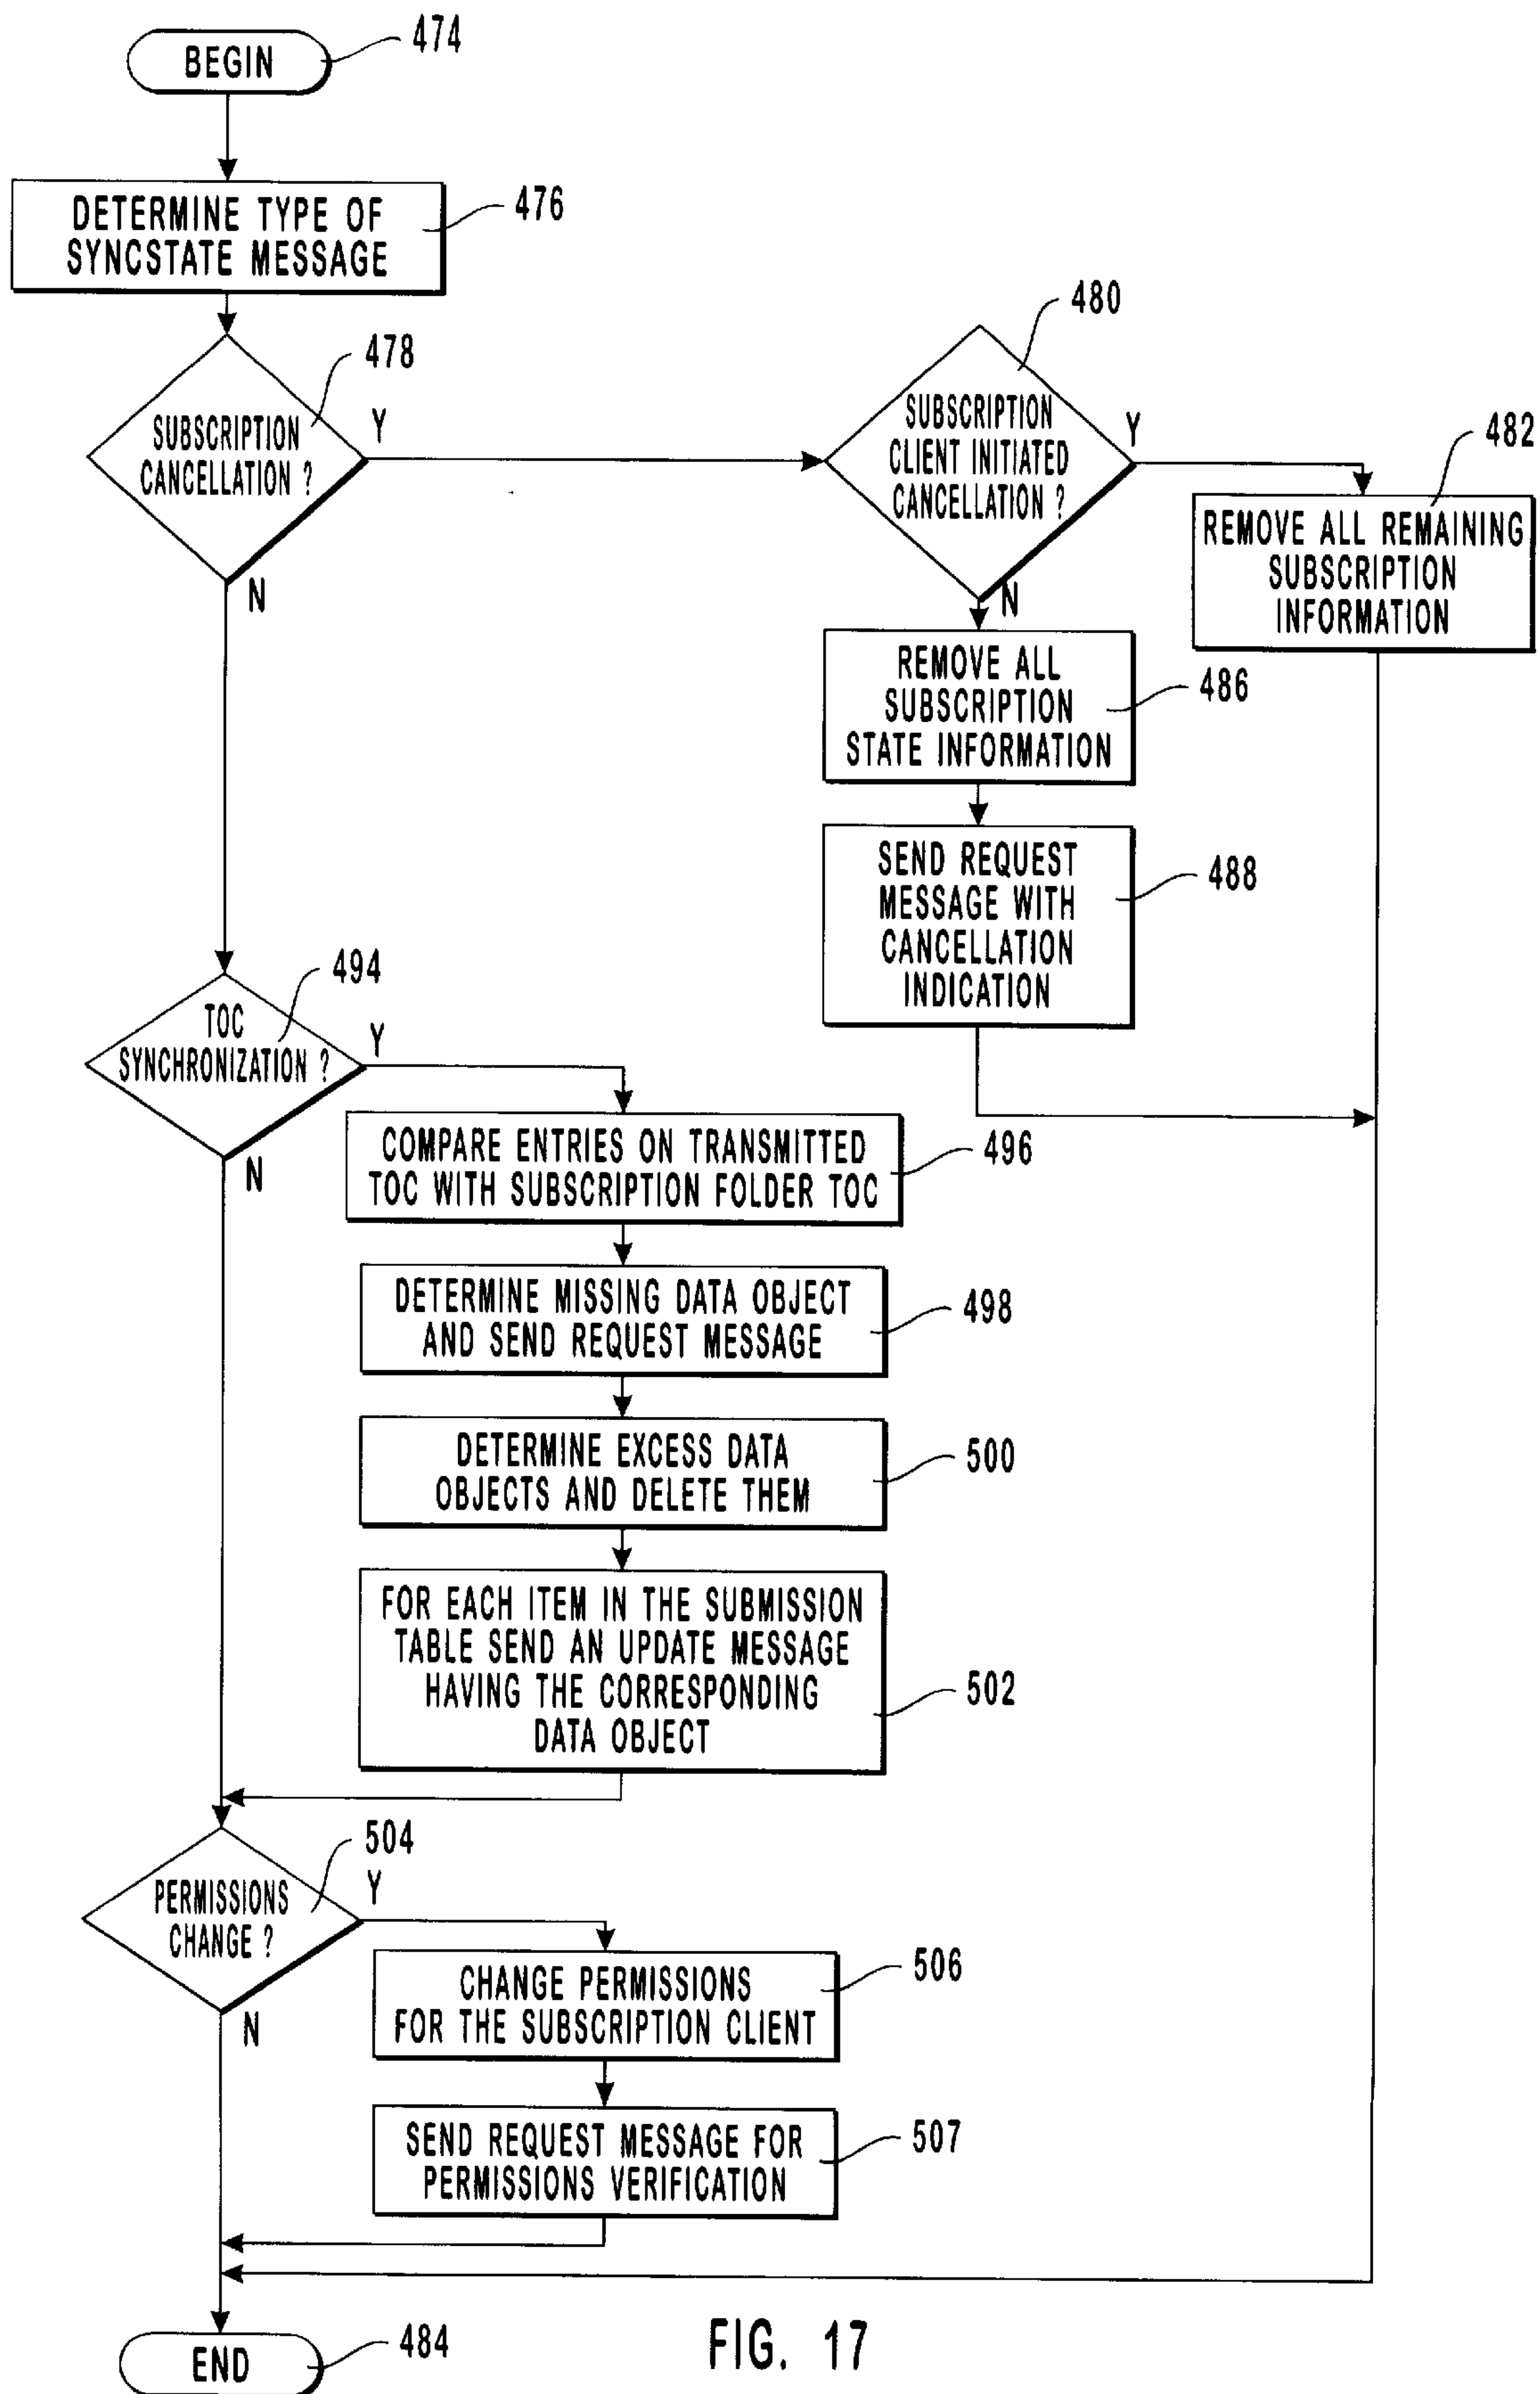 BEGIN
474
DETERMINE TYPE OF
SYNCSTATE MESSAGE
476
478
SUBSCRIPTION
CANCELLATION ?
Y
N
480
SUBSCRIPTION
CLIENT INITIATED
CANCELLATION ?
Y
N
482
REMOVE ALL REMAINING
SUBSCRIPTION
INFORMATION
REMOVE ALL
SUBSCRIPTION
STATE INFORMATION
486
SEND REQUEST
MESSAGE WITH
CANCELLATION
INDICATION
488
494
TOC
SYNCHRONIZATION ?
Y
N
COMPARE ENTRIES ON TRANSMITTED
TOC WITH SUBSCRIPTION FOLDER TOC
496
DETERMINE MISSING DATA OBJECT
AND SEND REQUEST MESSAGE
498
DETERMINE EXCESS DATA
OBJECTS AND DELETE THEM
500
FOR EACH ITEM IN THE SUBMISSION
TABLE SEND AN UPDATE MESSAGE
HAVING THE CORRESPONDING
DATA OBJECT
502
504
PERMISSIONS
CHANGE ?
Y
N
CHANGE PERMISSIONS
FOR THE SUBSCRIPTION CLIENT
506
SEND REQUEST MESSAGE FOR
PERMISSIONS VERIFICATION
507
END
484
FIG. 17